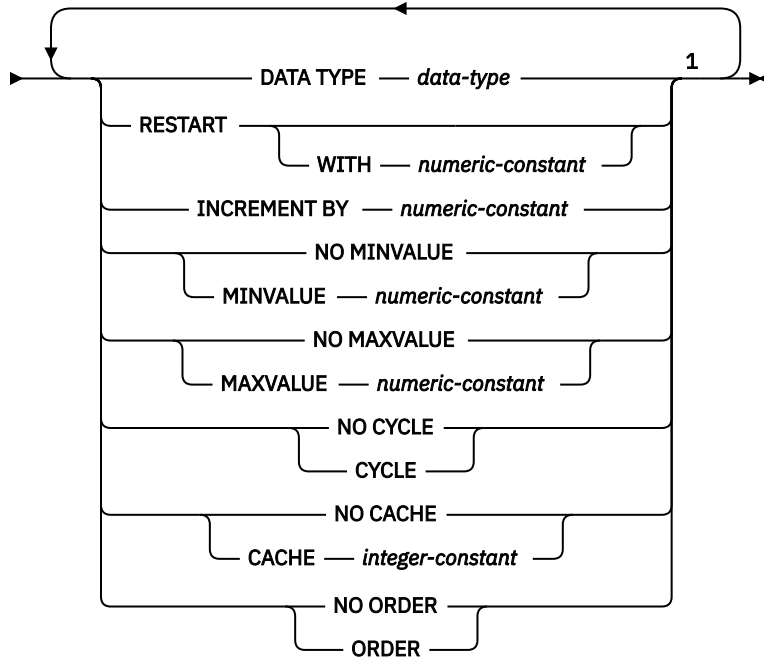 1
DATA TYPE data-type
RESTART
WITH numeric-constant
INCREMENT BY numeric-constant
NO MINVALUE
MINVALUE numeric-constant
NO MAXVALUE
MAXVALUE numeric-constant
NO CYCLE
CYCLE
NO CACHE
CACHE integer-constant
NO ORDER
ORDER